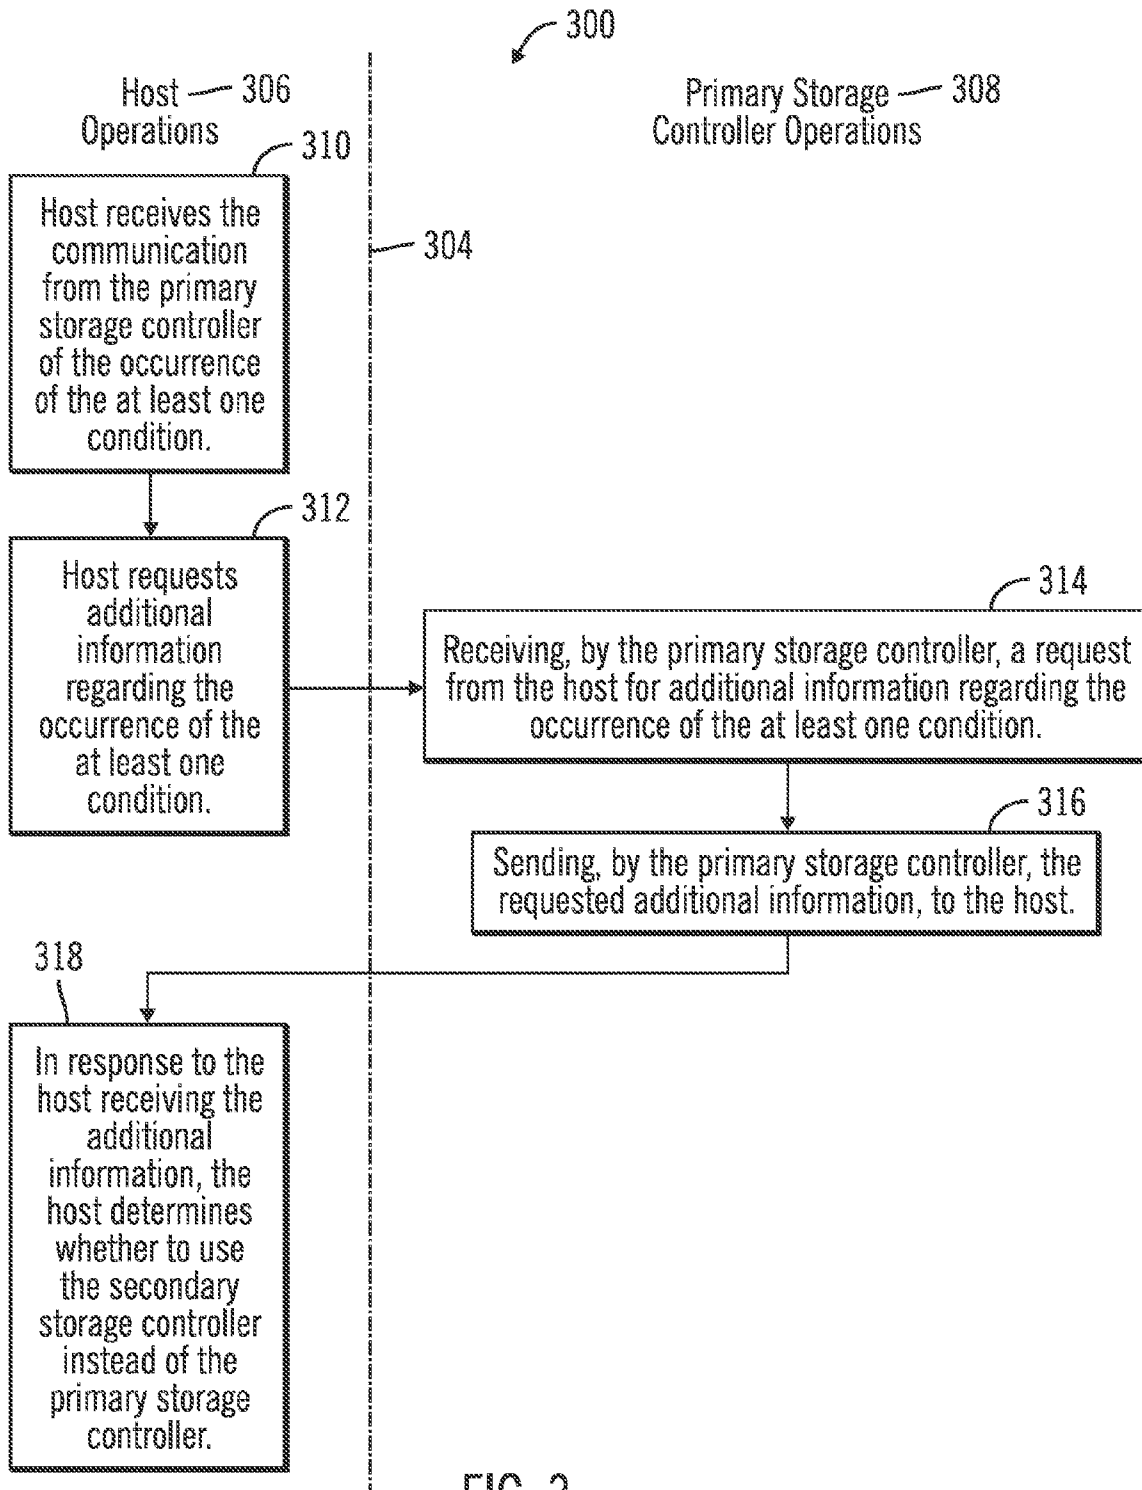 300
Host 306
Operations
Primary Storage 308
Controller Operations
310
Host receives the
communication
from the primary
storage controller
of the occurrence
of the at least one
condition.
304
312
Host requests
additional
information
regarding the
occurrence of the
at least one
condition.
314
Receiving, by the primary storage controller, a request
from the host for additional information regarding the
occurrence of the at least one condition.
316
Sending, by the primary storage controller, the
requested additional information, to the host.
318
In response to the
host receiving the
additional
information, the
host determines
whether to use
the secondary
storage controller
instead of the
primary storage
controller.